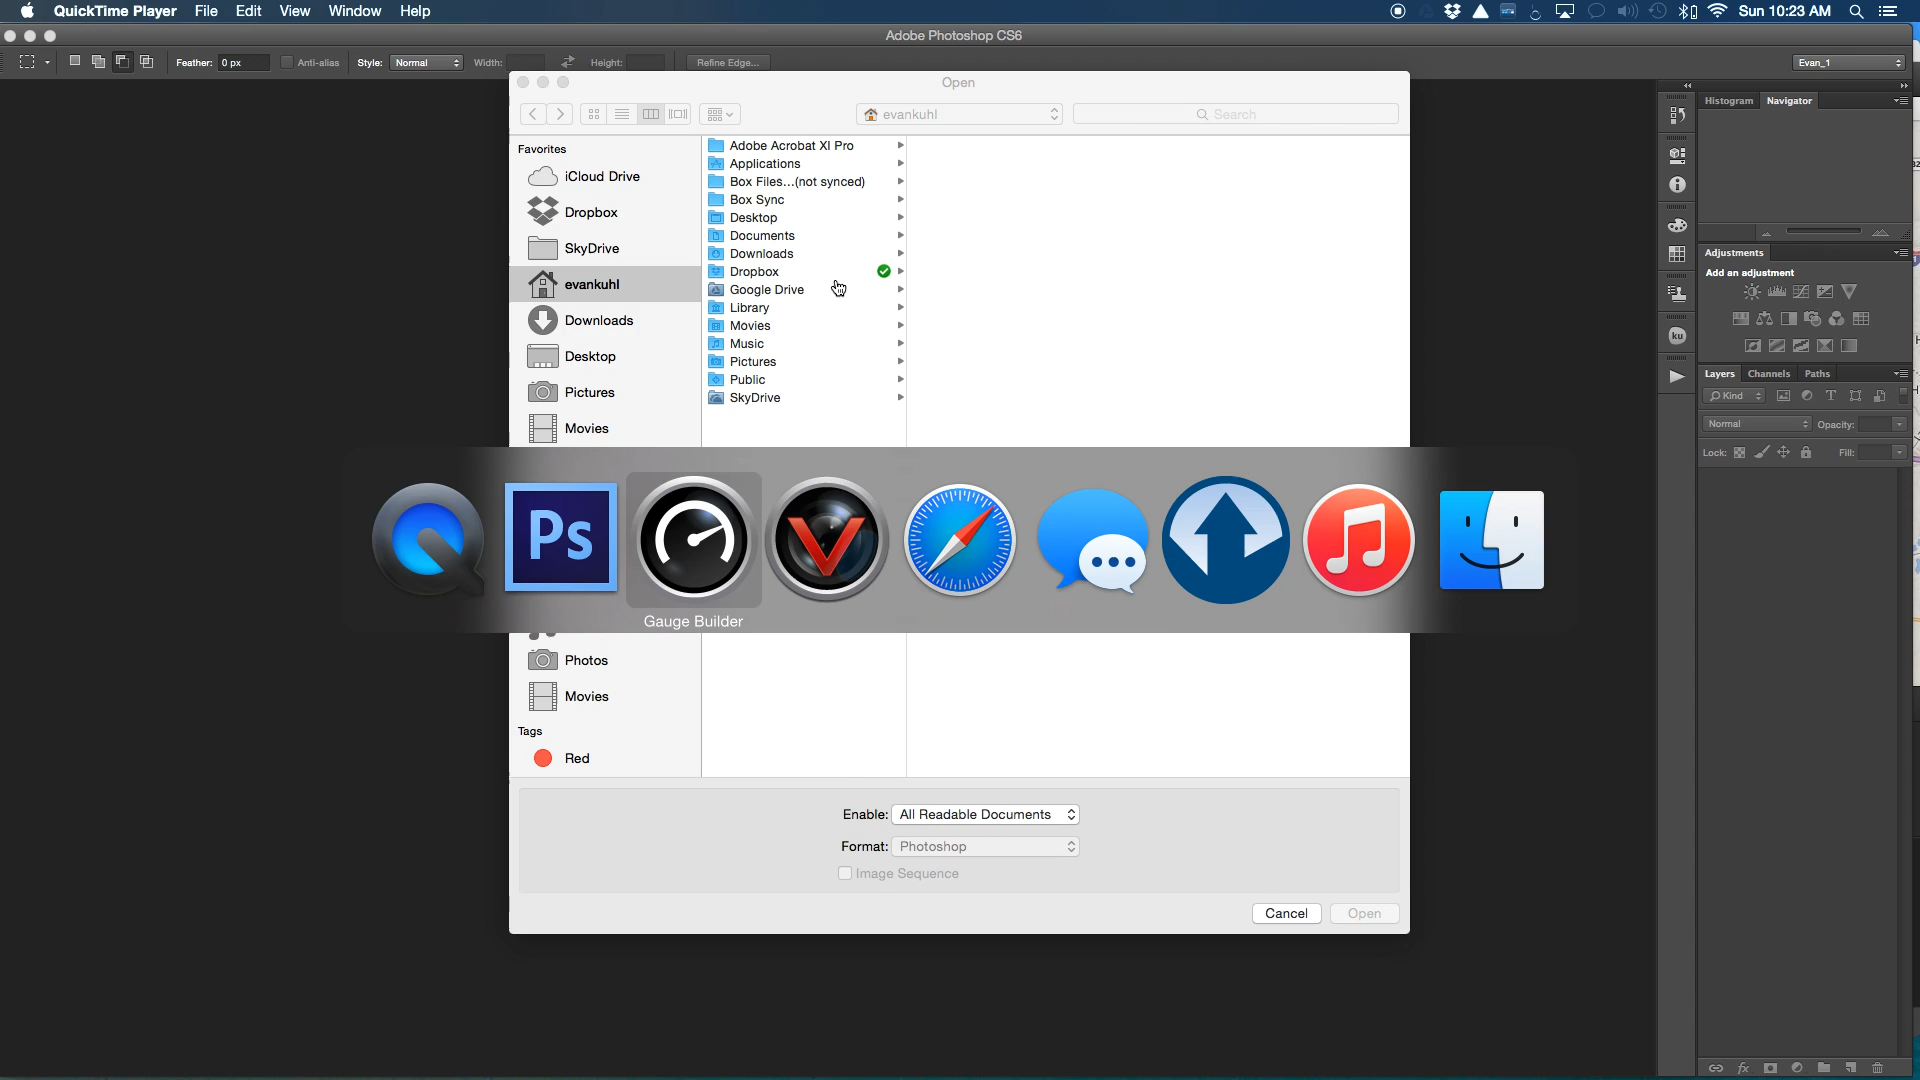 QuickTime Player File Edit View Window Help Sun 10:23 AM
Adobe Photoshop CS6
Feather: 0 px Anti-alias Style: Normal Width: Height: Refine Edge... Evan_1
Open
evankuhl Search
Favorites
iCloud Drive
Dropbox
SkyDrive
evankuhl
Downloads
Desktop
Pictures
Movies
Adobe Acrobat XI Pro
Applications
Box Files...(not synced)
Box Sync
Desktop
Documents
Downloads
Dropbox
Google Drive
Library
Movies
Music
Pictures
Public
SkyDrive
Ps
Gauge Builder
Photos
Movies
Tags
Red
Enable: All Readable Documents
Format: Photoshop
Image Sequence
Cancel Open
Histogram Navigator
Adjustments
Add an adjustment
ku
Layers Channels Paths
Kind
Normal Opacity:
Lock: Fill:
fx